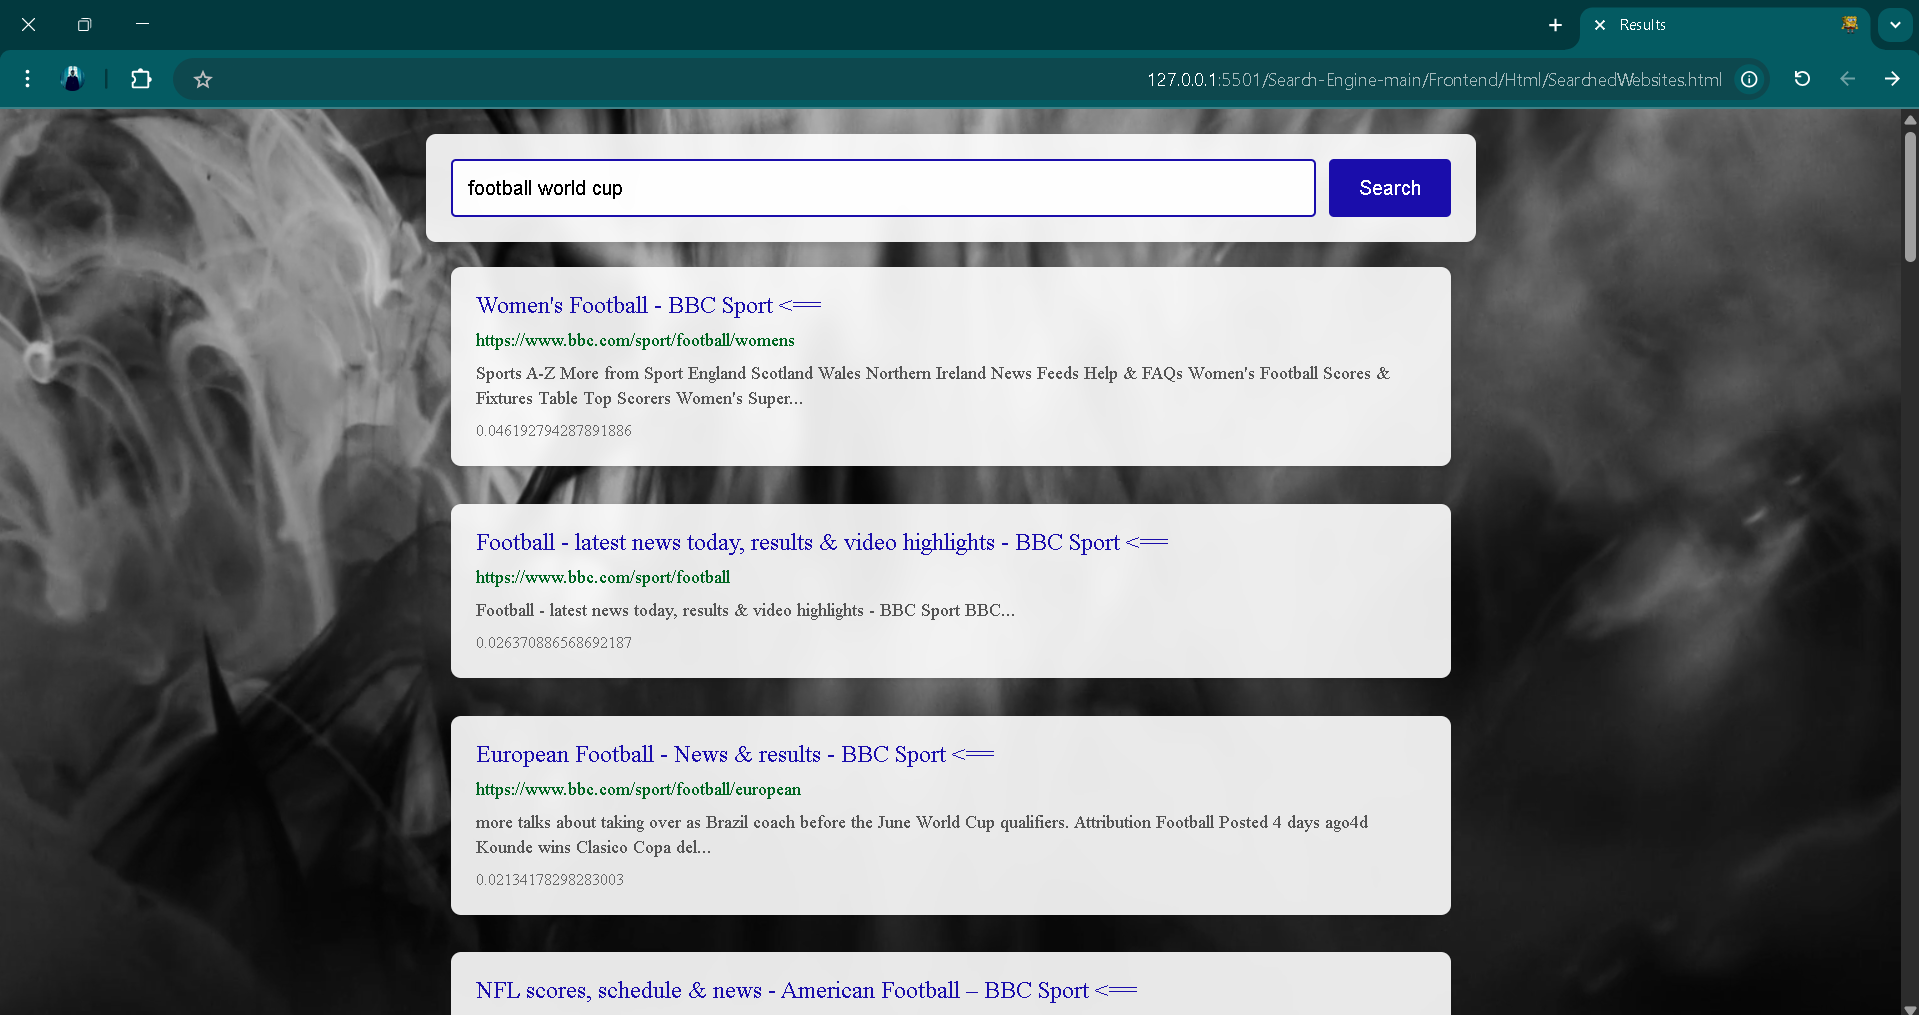 Results
127.0.0.1:5501/Search-Engine-main/Frontend/Html/SearchedWebsites.html
football world cup
Search
Women's Football - BBC Sport <==
https://www.bbc.com/sport/football/womens
Sports A-Z More from Sport England Scotland Wales Northern Ireland News Feeds Help & FAQs Women's Football Scores &
Fixtures Table Top Scorers Women's Super...
0.046192794287891886
Football - latest news today, results & video highlights - BBC Sport <==
https://www.bbc.com/sport/football
Football - latest news today, results & video highlights - BBC Sport BBC...
0.026370886568692187
European Football - News & results - BBC Sport <==
https://www.bbc.com/sport/football/european
more talks about taking over as Brazil coach before the June World Cup qualifiers. Attribution Football Posted 4 days ago4d
Kounde wins Clasico Copa del...
0.02134178298283003
NFL scores, schedule & news - American Football – BBC Sport <==